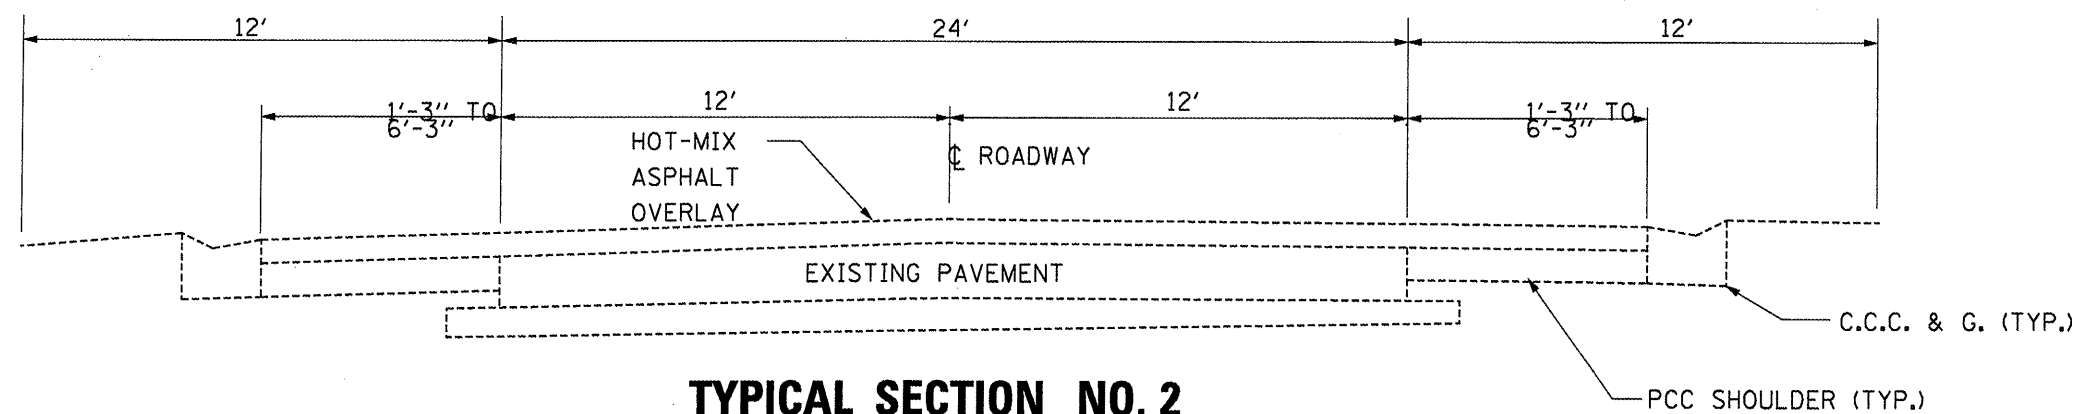 12'
24'
12'
1'-3" TO
6'-3"
12'
12'
1'-3" TO
6'-3"
HOT-MIX
ASPHALT
OVERLAY
℄ ROADWAY
EXISTING PAVEMENT
C.C.C. & G. (TYP.)
PCC SHOULDER (TYP.)
TYPICAL SECTION NO. 2